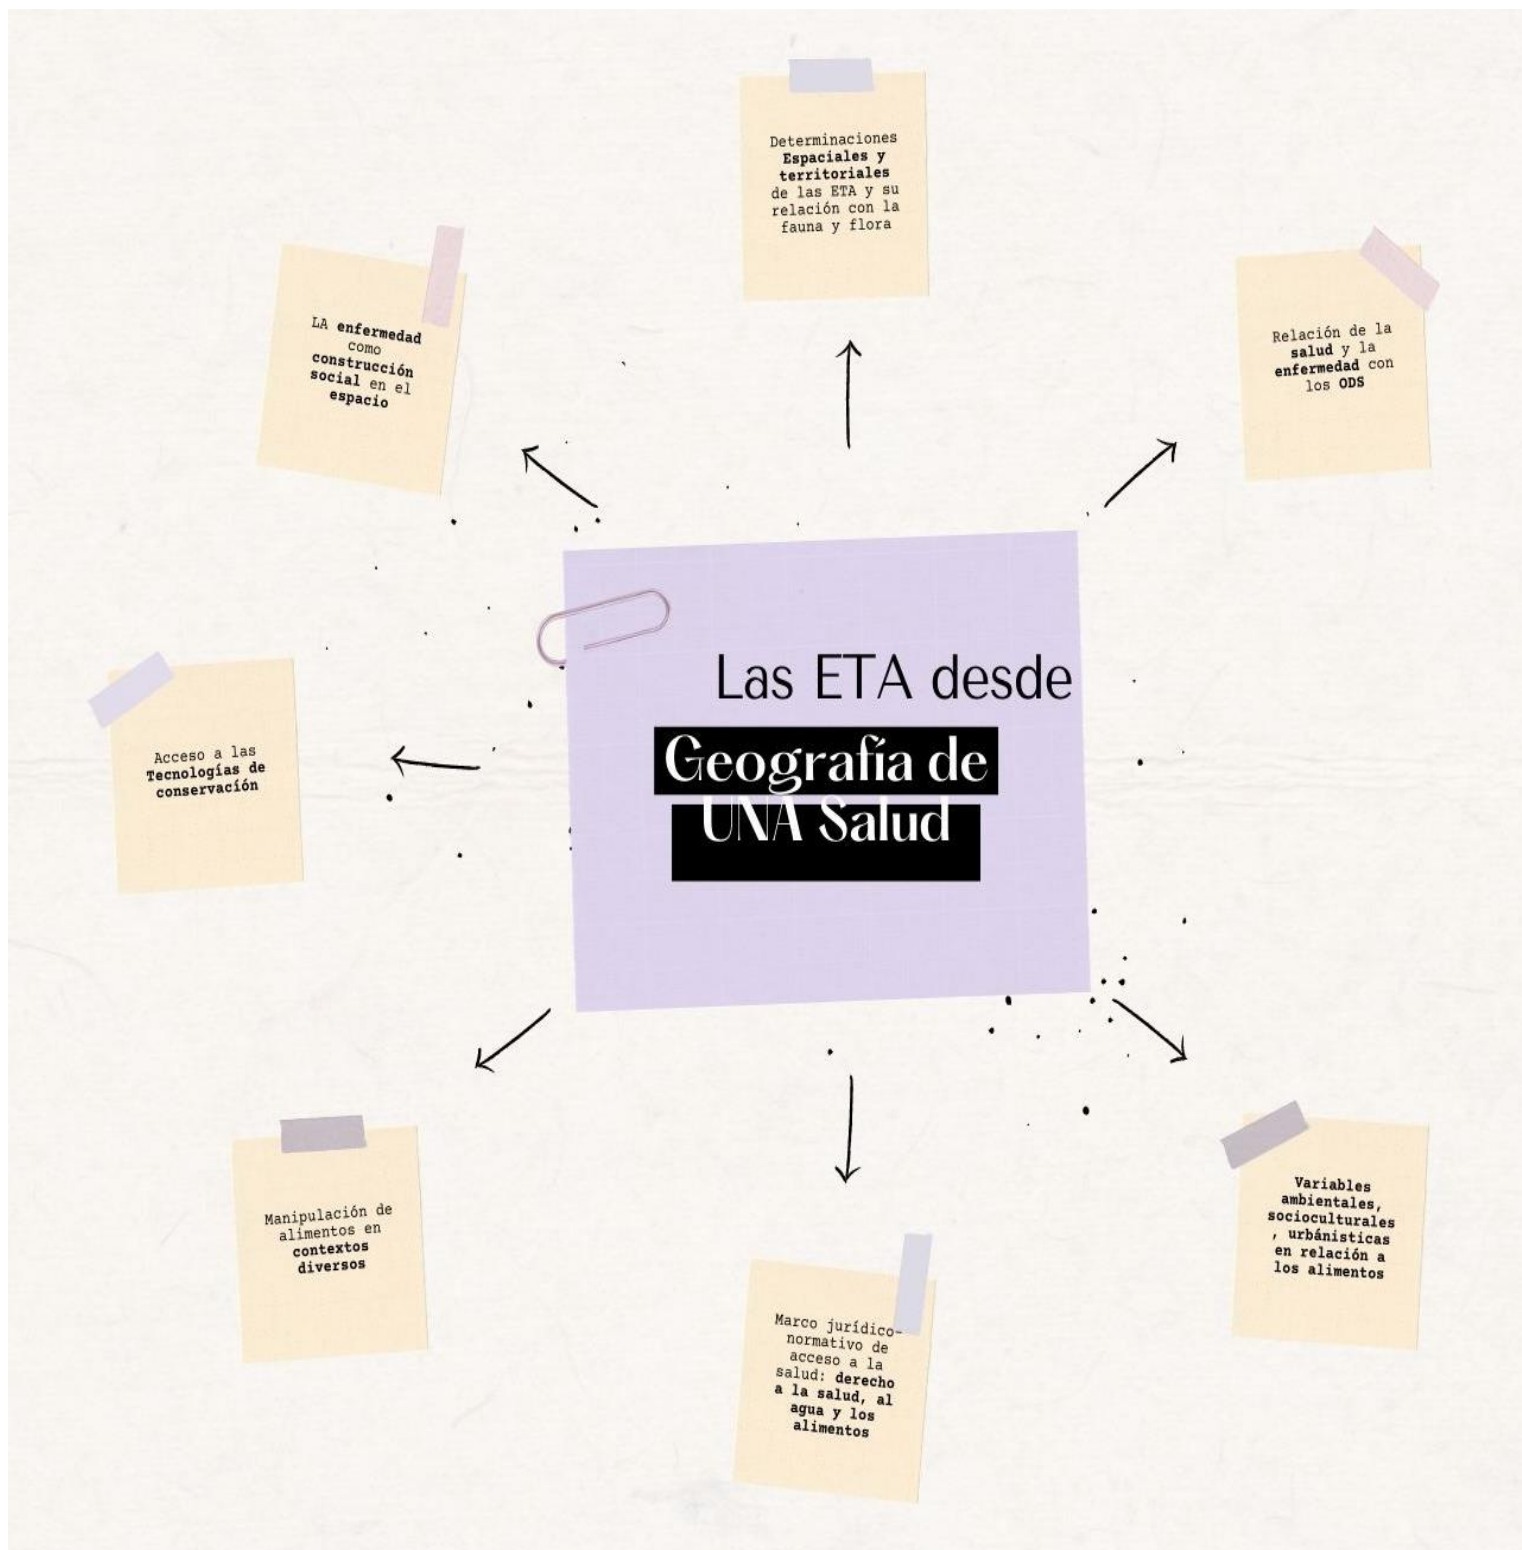 Determinaciones
Espaciales y
territoriales
de las ETA y su
relación con la
fauna y flora
LA enfermedad
como
construcción
social en el
espacio
Relación de la
salud y la
enfermedad con
los ODS
Las ETA desde
Geografía de
UNA Salud
Acceso a las
Tecnologías de
conservación
Manipulación de
alimentos en
contextos
diversos
Variables
ambientales,
socioculturales
, urbánisticas
en relación a
los alimentos
Marco jurídico-
normativo de
acceso a la
salud: derecho
a la salud, al
agua y los
alimentos